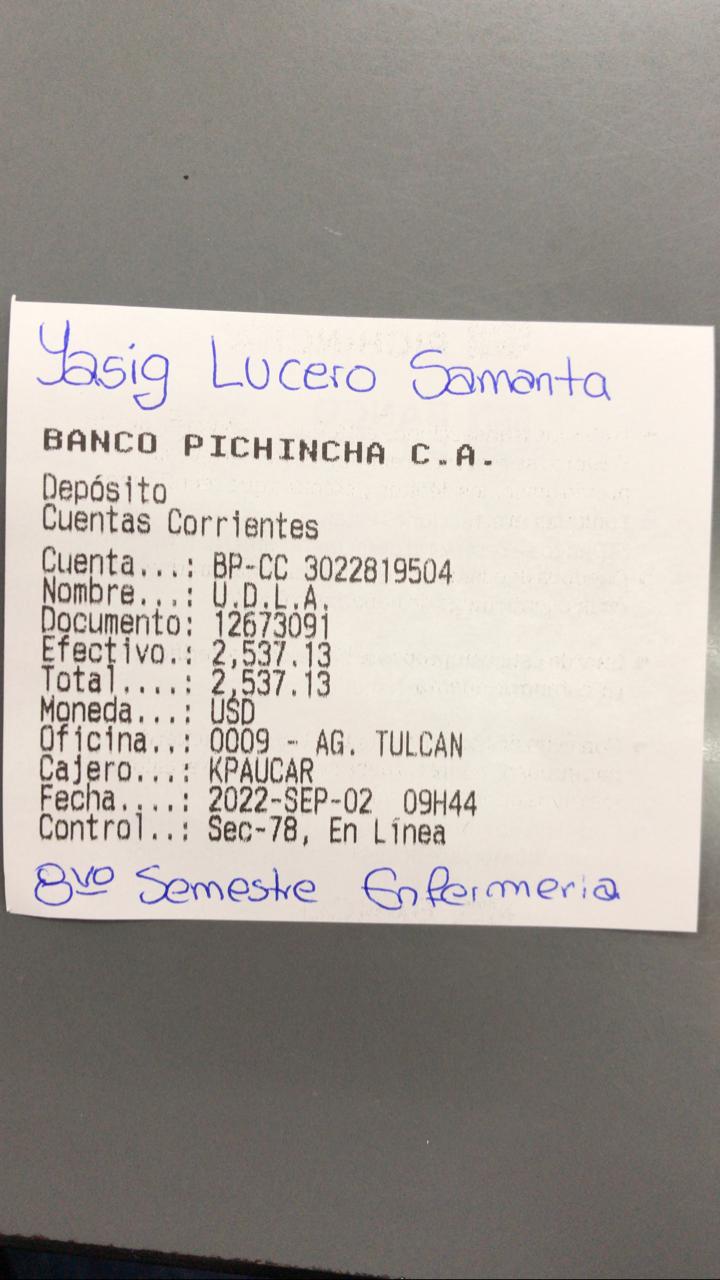 Yasig Lucero Samanta
BANCO PICHINCHA C.A.
Depósito
Cuentas Corrientes
Cuenta...: BP-CC 3022819504
Nombre...: U.D.L.A.
Documento: 12673091
Efectivo.: 2,537.13
Total....: 2,537.13
Moneda...: USD
Oficina..: 0009 - AG. TULCAN
Cajero...: KPAUCAR
Fecha....: 2022-SEP-02 09H44
Control..: Sec-78, En Línea
8vo Semestre Enfermeria